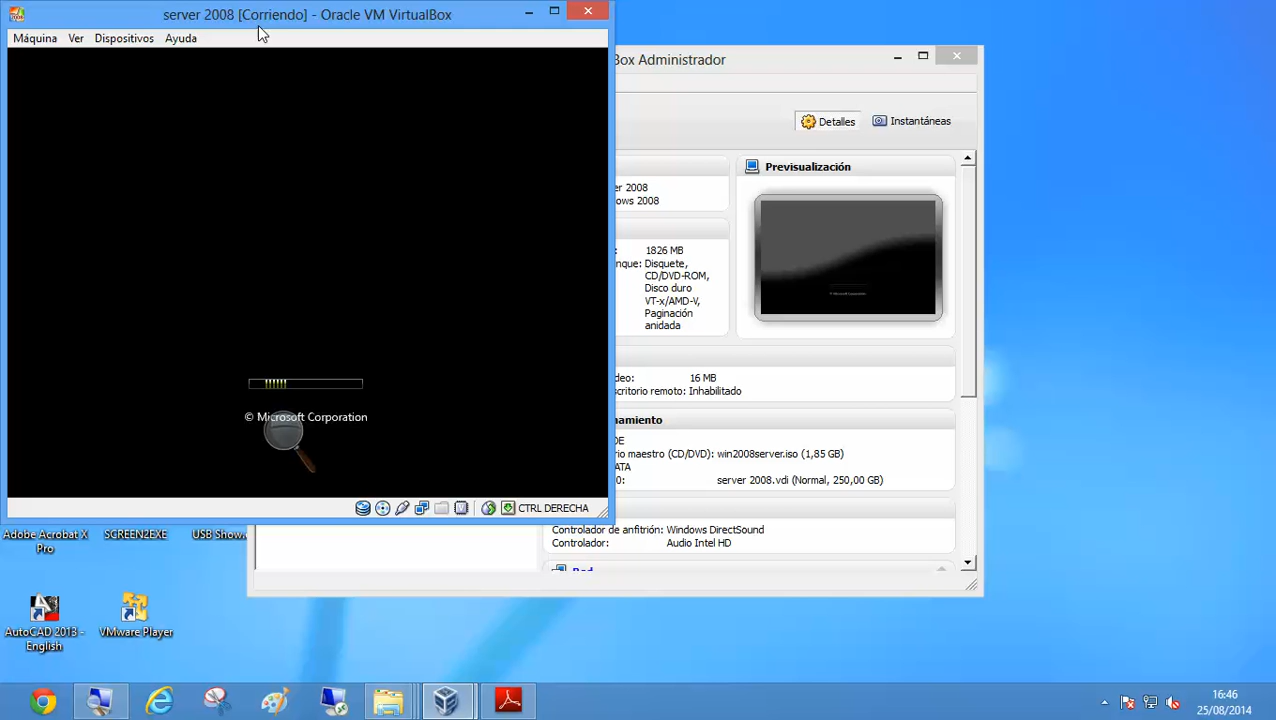 server 2008 [Corriendo] - Oracle VM VirtualBox
Máquina Ver Dispositivos Ayuda
© Microsoft Corporation
CTRL DERECHA
Box Administrador
Detalles Instantáneas
er 2008
ows 2008
Previsualización
© Microsoft Corporation
: 1826 MB
nque: Disquete,
CD/DVD-ROM,
Disco duro
VT-x/AMD-V,
Paginación
anidada
deo: 16 MB
scritorio remoto: Inhabilitado
namiento
DE
rio maestro (CD/DVD): win2008server.iso (1,85 GB)
ATA
0: server 2008.vdi (Normal, 250,00 GB)
Controlador de anfitrión: Windows DirectSound
Controlador: Audio Intel HD
Red
Adobe Acrobat X
Pro
SCREEN2EXE
USB Show.
AutoCAD 2013 -
English
VMware Player
16:46
25/08/2014